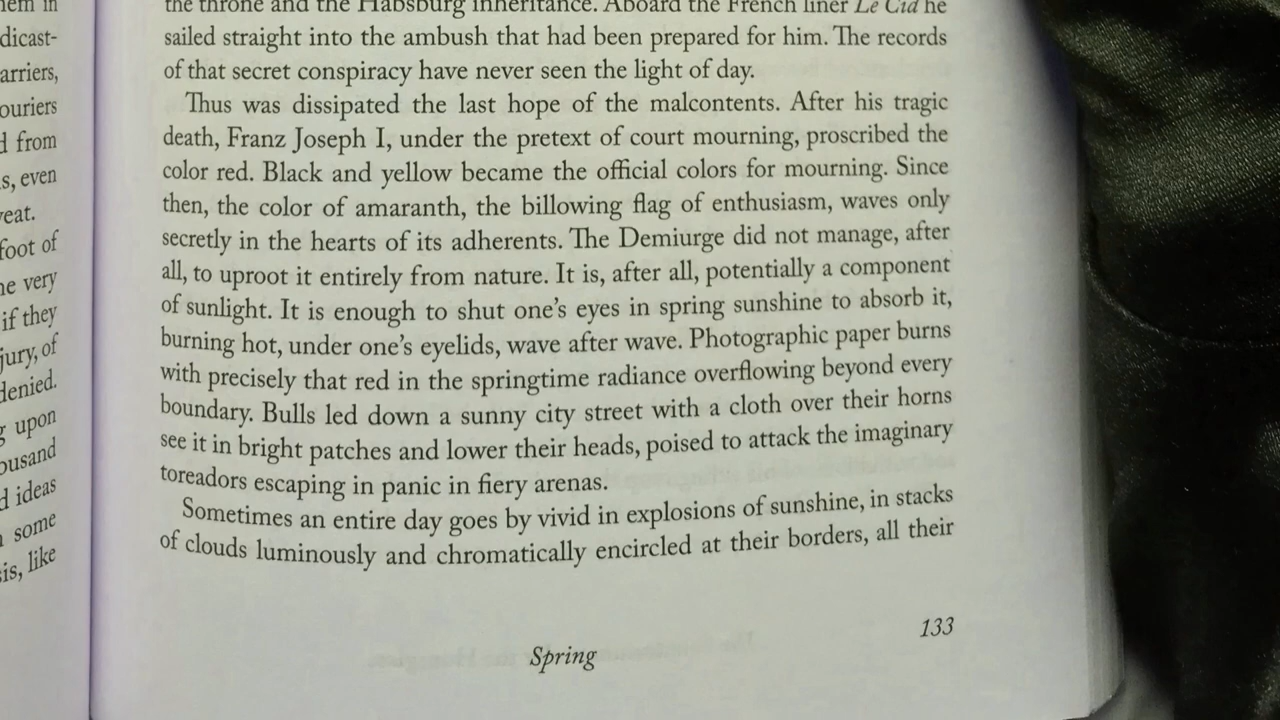 dicast-
arriers,
ouriers
from
s, even
reat.
foot of
very
if they
jury, of
denied.
upon
ousand
ideas
some
is, like
the throne and the Habsburg inheritance. Aboard the French liner Le Cid he
sailed straight into the ambush that had been prepared for him. The records
of that secret conspiracy have never seen the light of day.
Thus was dissipated the last hope of the malcontents. After his tragic
death, Franz Joseph I, under the pretext of court mourning, proscribed the
color red. Black and yellow became the official colors for mourning. Since
then, the color of amaranth, the billowing flag of enthusiasm, waves only
secretly in the hearts of its adherents. The Demiurge did not manage, after
all, to uproot it entirely from nature. It is, after all, potentially a component
of sunlight. It is enough to shut one's eyes in spring sunshine to absorb it,
burning hot, under one's eyelids, wave after wave. Photographic paper burns
with precisely that red in the springtime radiance overflowing beyond every
boundary. Bulls led down a sunny city street with a cloth over their horns
see it in bright patches and lower their heads, poised to attack the imaginary
toreadors escaping in panic in fiery arenas.
Sometimes an entire day goes by vivid in explosions of sunshine, in stacks
of clouds luminously and chromatically encircled at their borders, all their
133
Spring